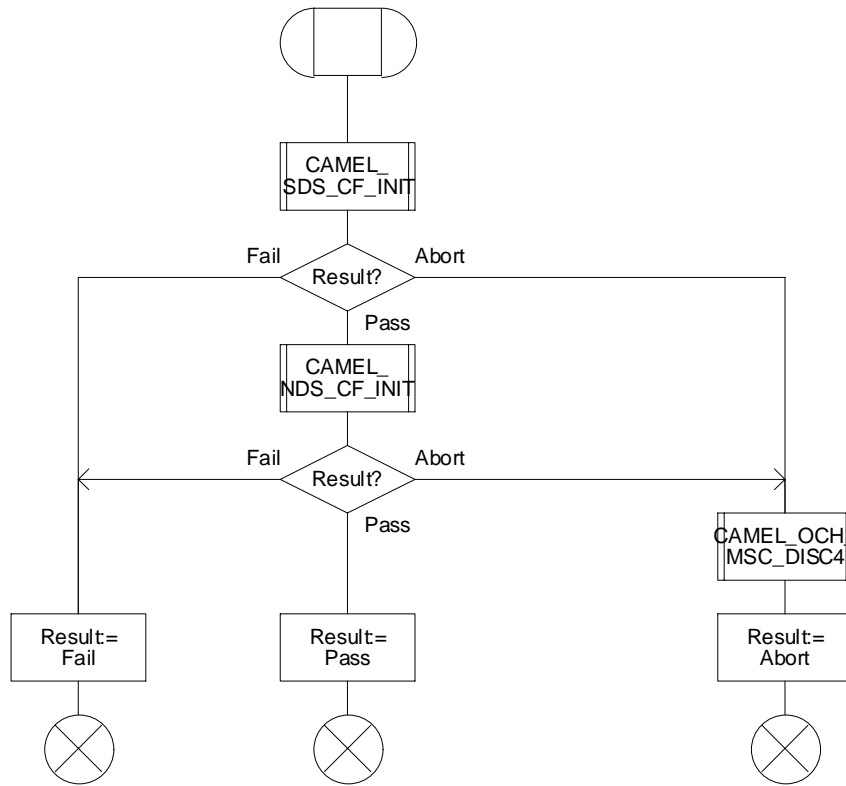 CAMEL_
SDS_CF_INIT
Fail
Abort
Result?
Pass
CAMEL_
NDS_CF_INIT
Fail
Abort
Result?
Pass
CAMEL_OCH_
MSC_DISC4
Result:=
Fail
Result:=
Pass
Result:=
Abort